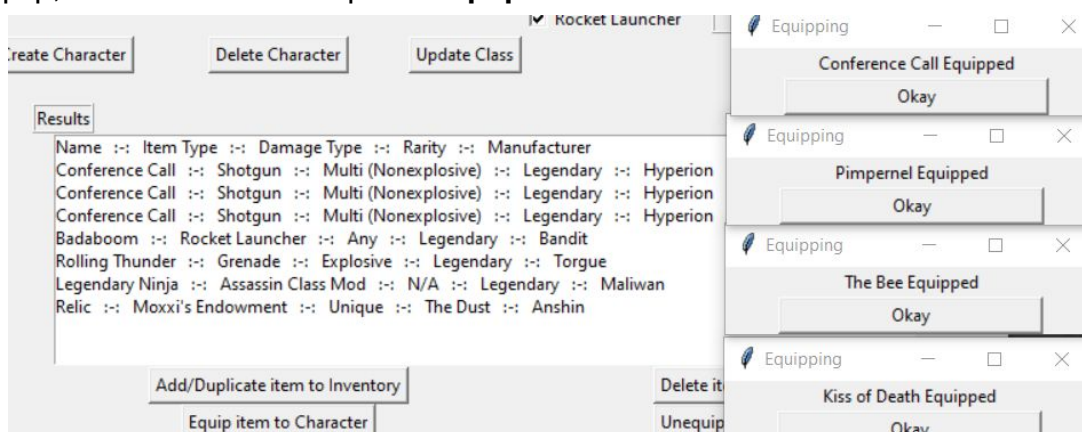 Rocket Launcher
Create Character Delete Character Update Class
Results
Name :-: Item Type :-: Damage Type :-: Rarity :-: Manufacturer
Conference Call :-: Shotgun :-: Multi (Nonexplosive) :-: Legendary :-: Hyperion
Conference Call :-: Shotgun :-: Multi (Nonexplosive) :-: Legendary :-: Hyperion
Conference Call :-: Shotgun :-: Multi (Nonexplosive) :-: Legendary :-: Hyperion
Badaboom :-: Rocket Launcher :-: Any :-: Legendary :-: Bandit
Rolling Thunder :-: Grenade :-: Explosive :-: Legendary :-: Torgue
Legendary Ninja :-: Assassin Class Mod :-: N/A :-: Legendary :-: Maliwan
Relic :-: Moxxi's Endowment :-: Unique :-: The Dust :-: Anshin
Add/Duplicate item to Inventory Delete it
Equip item to Character Unequip
Equipping
Conference Call Equipped
Okay
Equipping
Pimpernel Equipped
Okay
Equipping
The Bee Equipped
Okay
Equipping
Kiss of Death Equipped
Okay